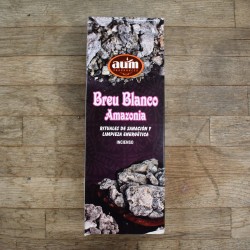 aum
Breu Blanco
Amazonia
RITUALES DE SANACIÓN Y
LIMPIEZA ENERGÉTICA
INCIENSO